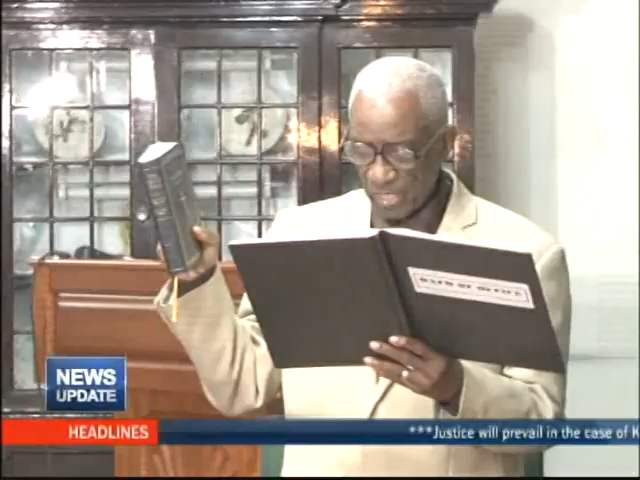 NEWS
UPDATE
HEADLINES
***Justice will prevail in the case of K